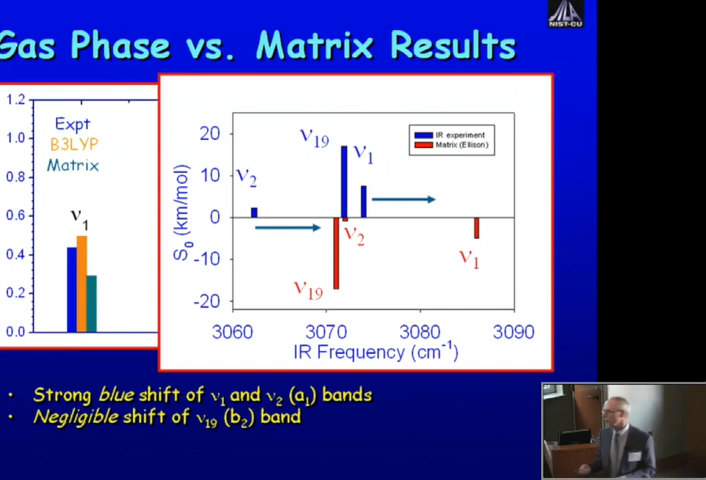 NIST-CU
Gas Phase vs. Matrix Results
1.2
1.0
0.8
0.6
0.4
0.2
0.0
Expt
B3LYP
Matrix
ν1
20
10
0
-10
-20
S0 (km/mol)
ν2
ν19
ν1
IR experiment
Matrix (Ellison)
ν19
ν2
ν1
3060
3070
3080
3090
IR Frequency (cm-1)
• Strong blue shift of ν1 and ν2 (a1) bands
• Negligible shift of ν19 (b2) band